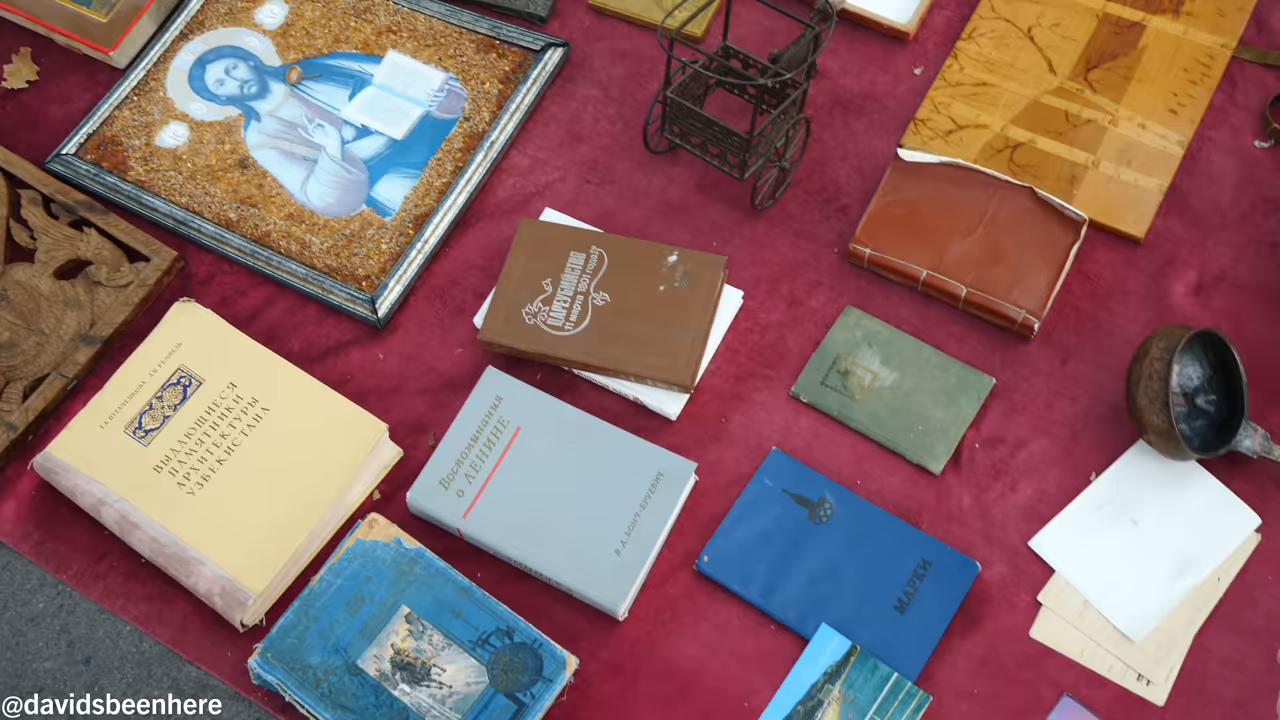 ЦАРЕУБИЙСТВО
11 марта 1801 года
Г.А. ПУГАЧЕНКОВА Л.И. РЕМПЕЛЬ
ВЫДАЮЩИЕСЯ
ПАМЯТНИКИ
АРХИТЕКТУРЫ
УЗБЕКИСТАНА
Воспоминания
о ЛЕНИНЕ
В. Д. БОНЧ-БРУЕВИЧ
МАРКИ
@davidsbeenhere